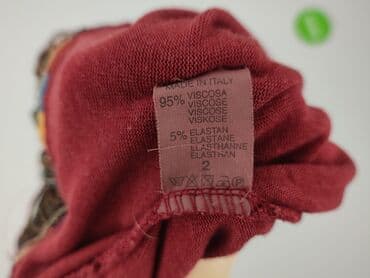 MADE IN ITALY
95% VISCOSA
VISCOSE
VISCOSE
VISKOSE
5% ELASTAN
ELASTANE
ELASTHANNE
ELASTHAN
2
P